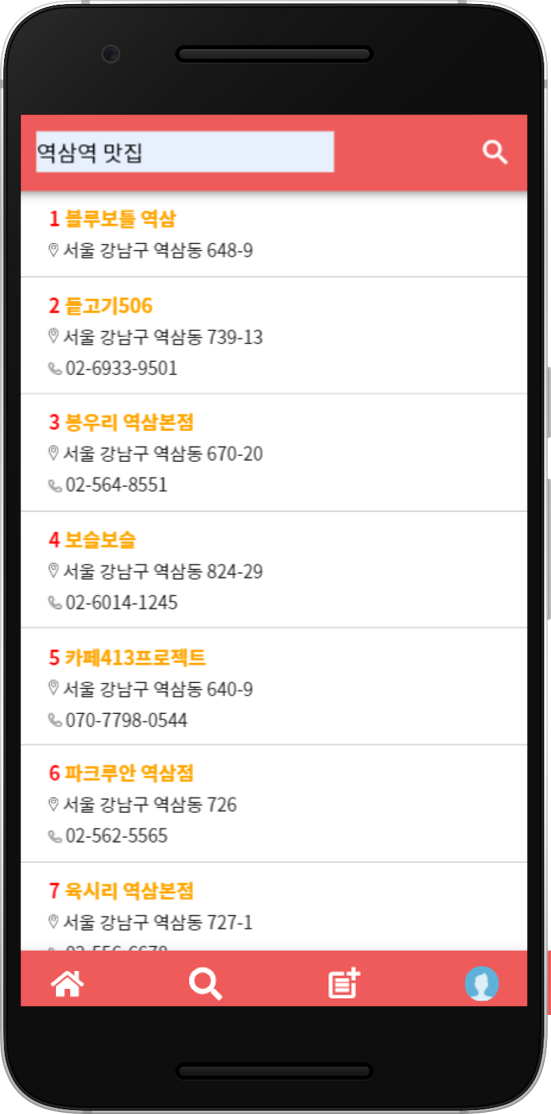 역삼역 맛집
1 블루보틀 역삼
서울 강남구 역삼동 648-9
2 돝고기506
서울 강남구 역삼동 739-13
02-6933-9501
3 봉우리 역삼본점
서울 강남구 역삼동 670-20
02-564-8551
4 보슬보슬
서울 강남구 역삼동 824-29
02-6014-1245
5 카페413프로젝트
서울 강남구 역삼동 640-9
070-7798-0544
6 파크루안 역삼점
서울 강남구 역삼동 726
02-562-5565
7 육시리 역삼본점
서울 강남구 역삼동 727-1